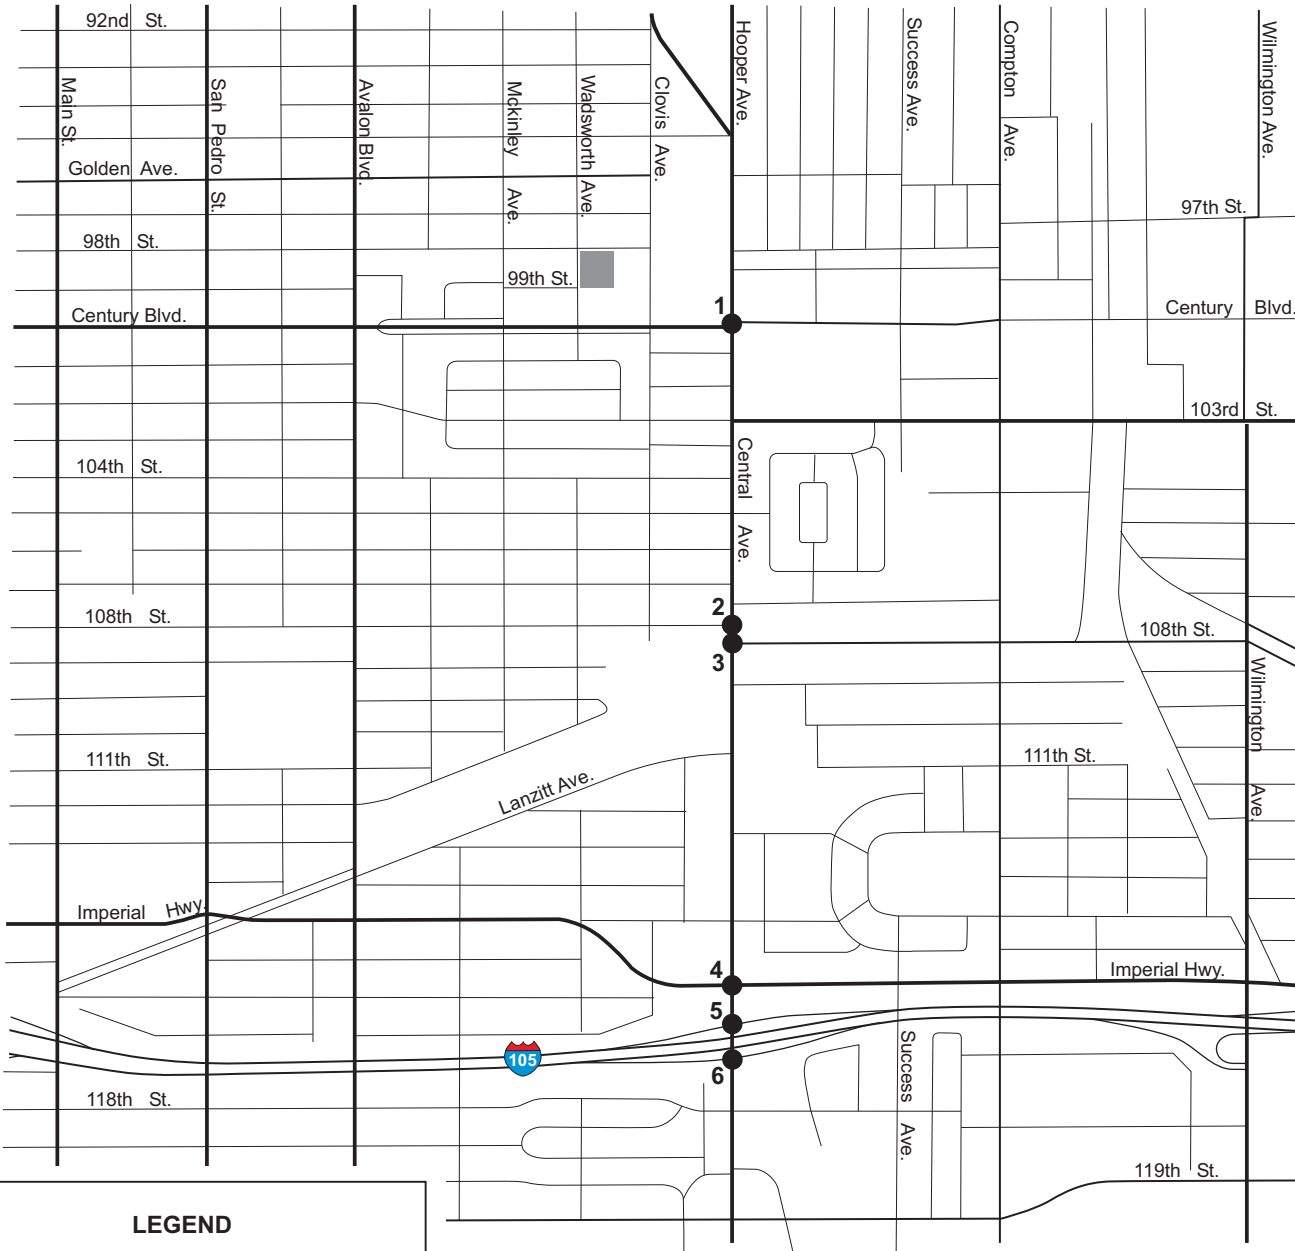 92nd St.
Main St.
San Pedro St.
Avalon Blvd.
Mckinley Ave.
Wadsworth Ave.
Clovis Ave.
Hooper Ave.
Success Ave.
Compton Ave.
Wilmington Ave.
Golden Ave.
97th St.
98th St.
99th St.
Century Blvd.
1
Century Blvd.
103rd St.
104th St.
Central Ave.
2
108th St.
108th St.
3
Wilmington Ave.
111th St.
111th St.
Lanzitt Ave.
Imperial Hwy.
4
Imperial Hwy.
5
105
6
Success Ave.
118th St.
119th St.
LEGEND